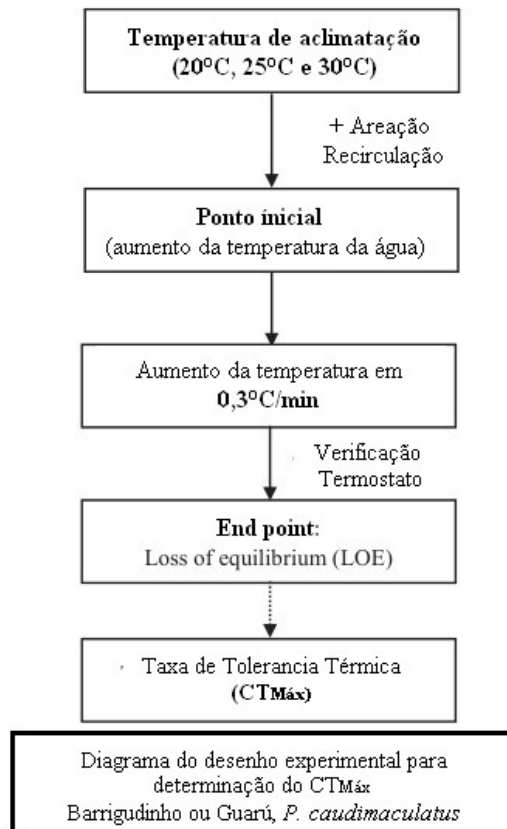 Temperatura de aclimatação
(20ºC, 25ºC e 30ºC)
+ Areação
Recirculação
Ponto ínicial
(aumento da temperatura da água)
Aumento da temperatura em
0,3ºC/min
Verificação
Termostato
End point:
Loss of equilibrium (LOE)
Taxa de Tolerancia Térmica
(CTMáx)
Diagrama do desenho experimental para
determinação do CTMáx
Barrigudinho ou Guarú, P. caudimaculatus